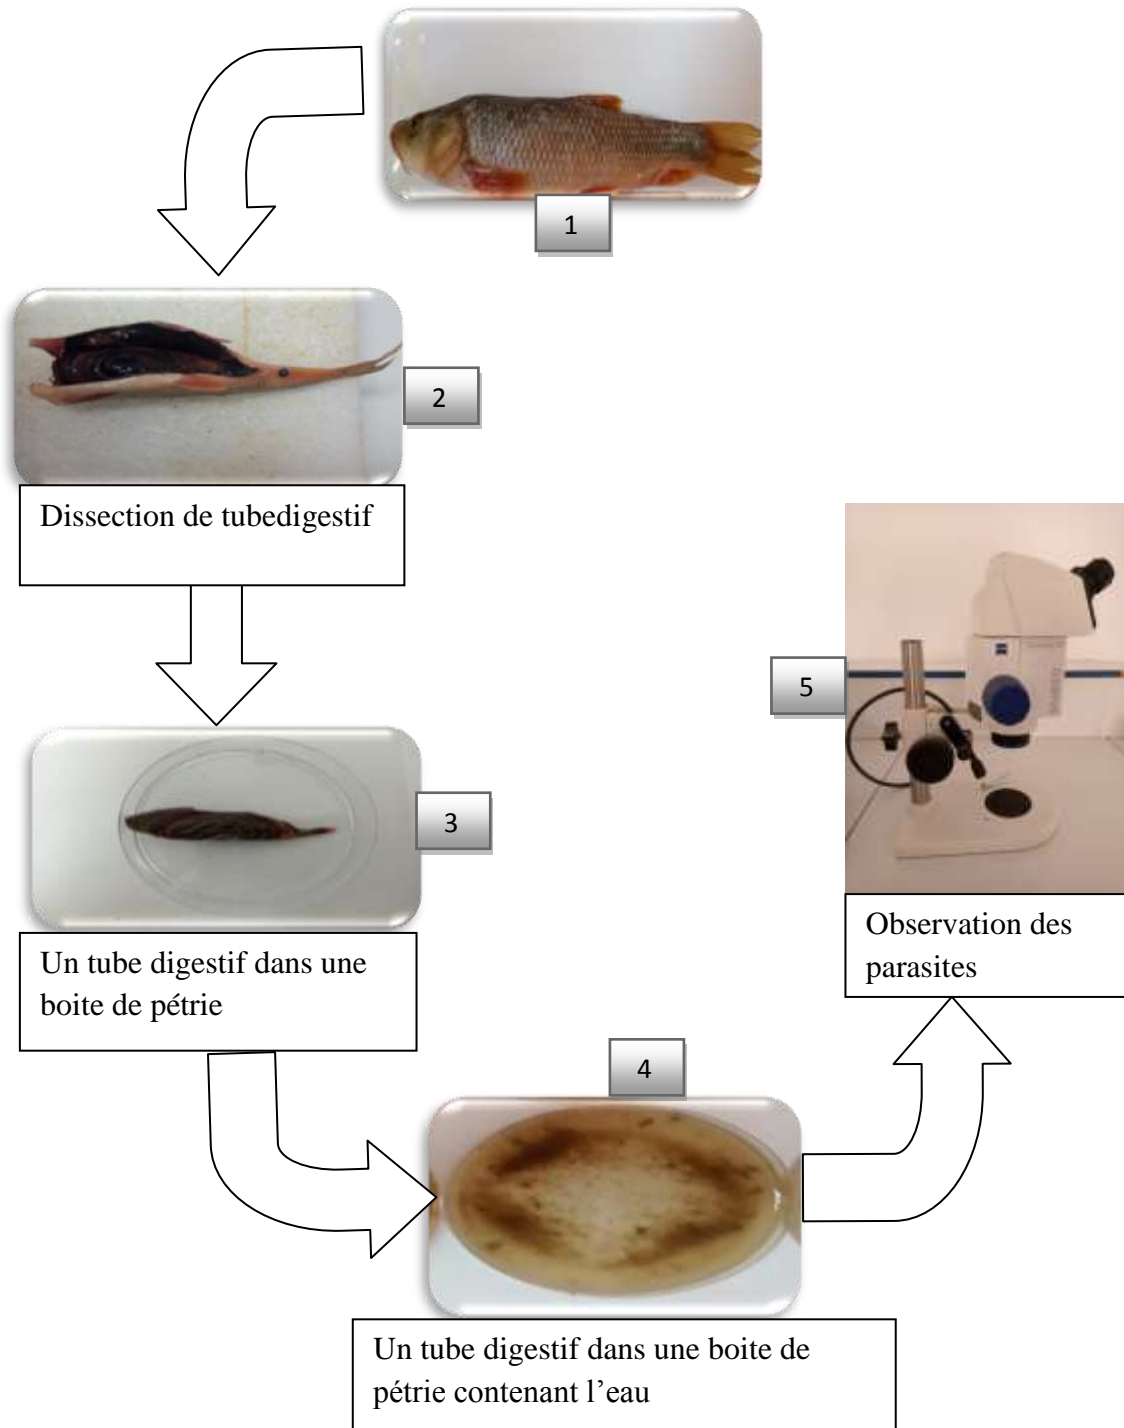 1
2
Dissection de tubedigestif
3
Un tube digestif dans une
boite de pétrie
4
Un tube digestif dans une boite de
pétrie contenant l'eau
5
Observation des
parasites